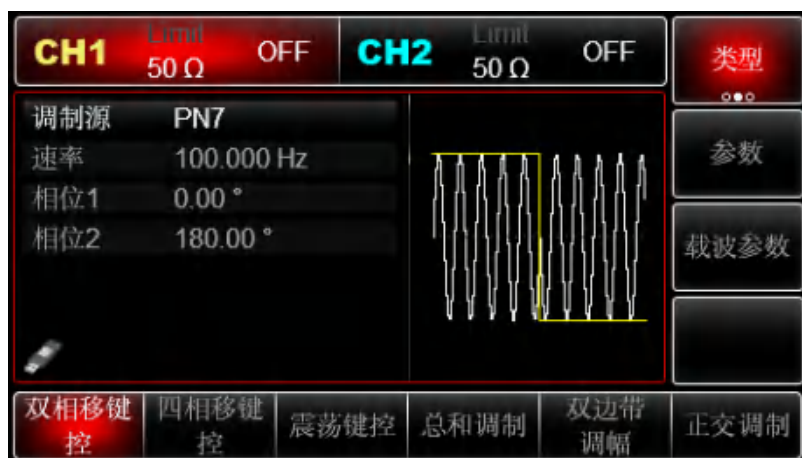 CH1 Limit 50 Ω OFF
CH2 Limit 50 Ω OFF
类型
调制源 PN7
速率 100.000 Hz
相位1 0.00 °
相位2 180.00 °
参数
载波参数
双相移键控
四相移键控
震荡键控
总和调制
双边带调幅
正交调制